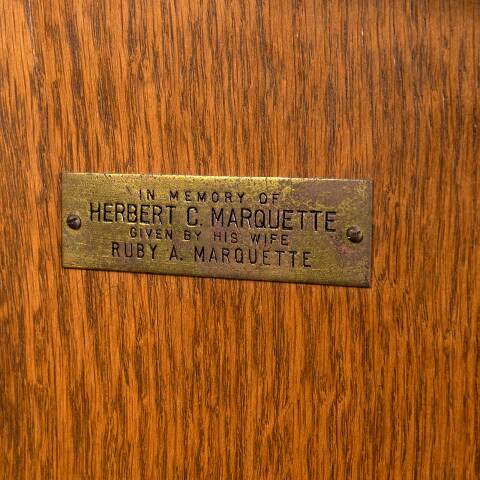 IN MEMORY OF
HERBERT C. MARQUETTE
GIVEN BY HIS WIFE
RUBY A. MARQUETTE